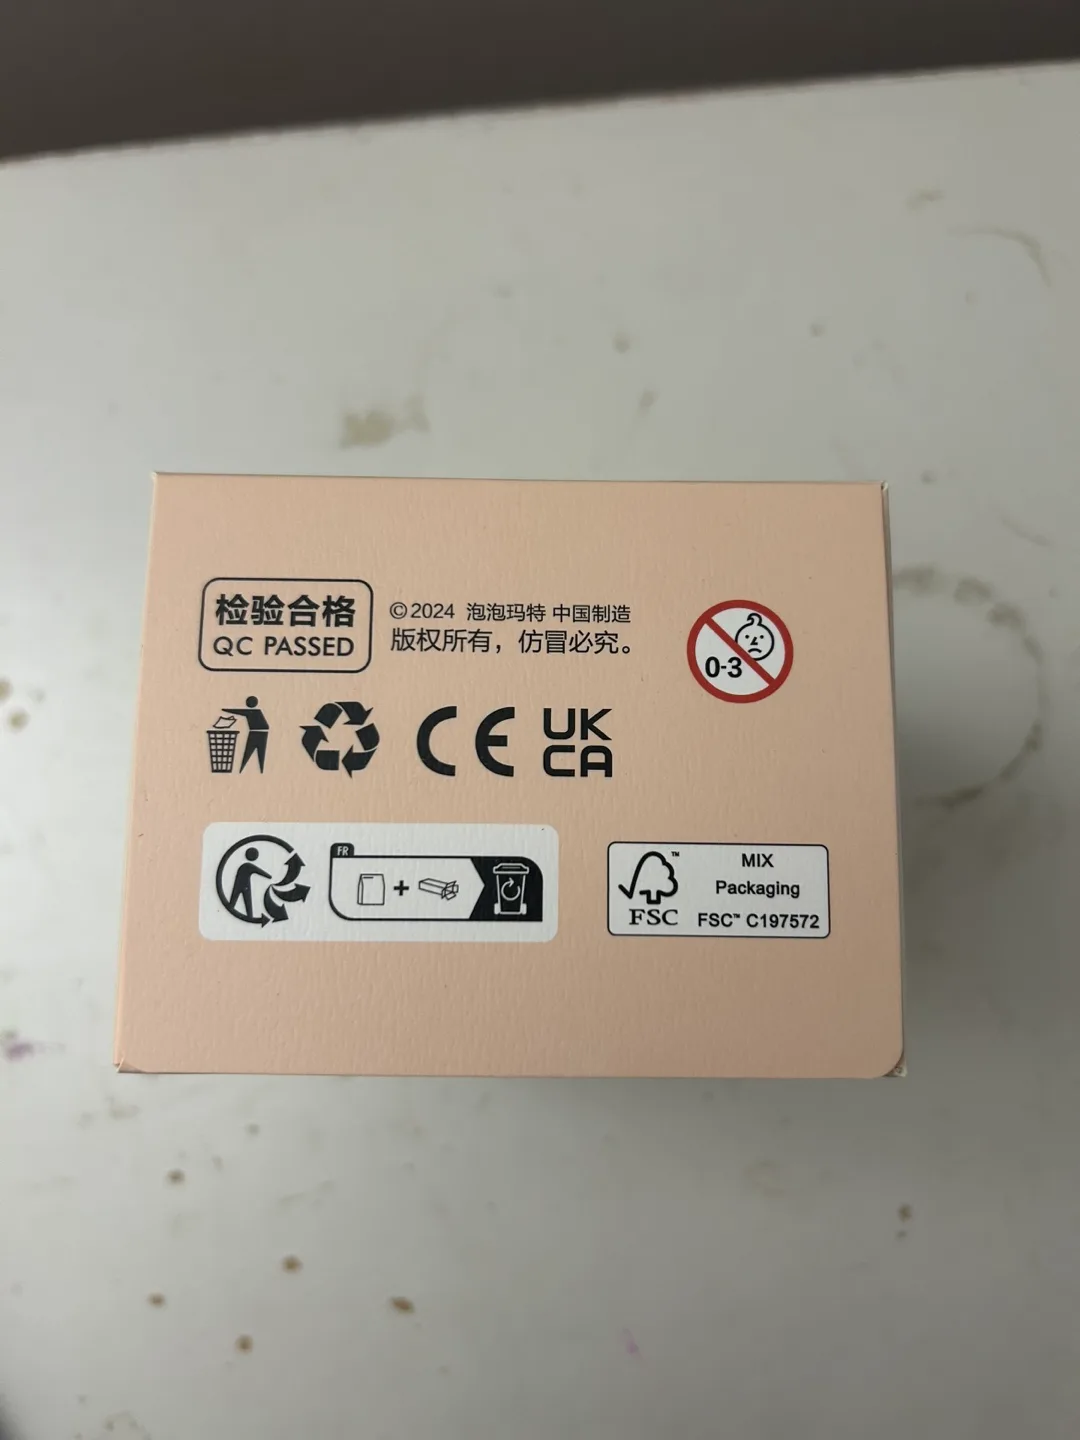 检验合格
QC PASSED
©2024 泡泡玛特 中国制造
版权所有，仿冒必究。
0-3
CE
UK
CA
FR
+
FSC
MIX
Packaging
FSC™ C197572